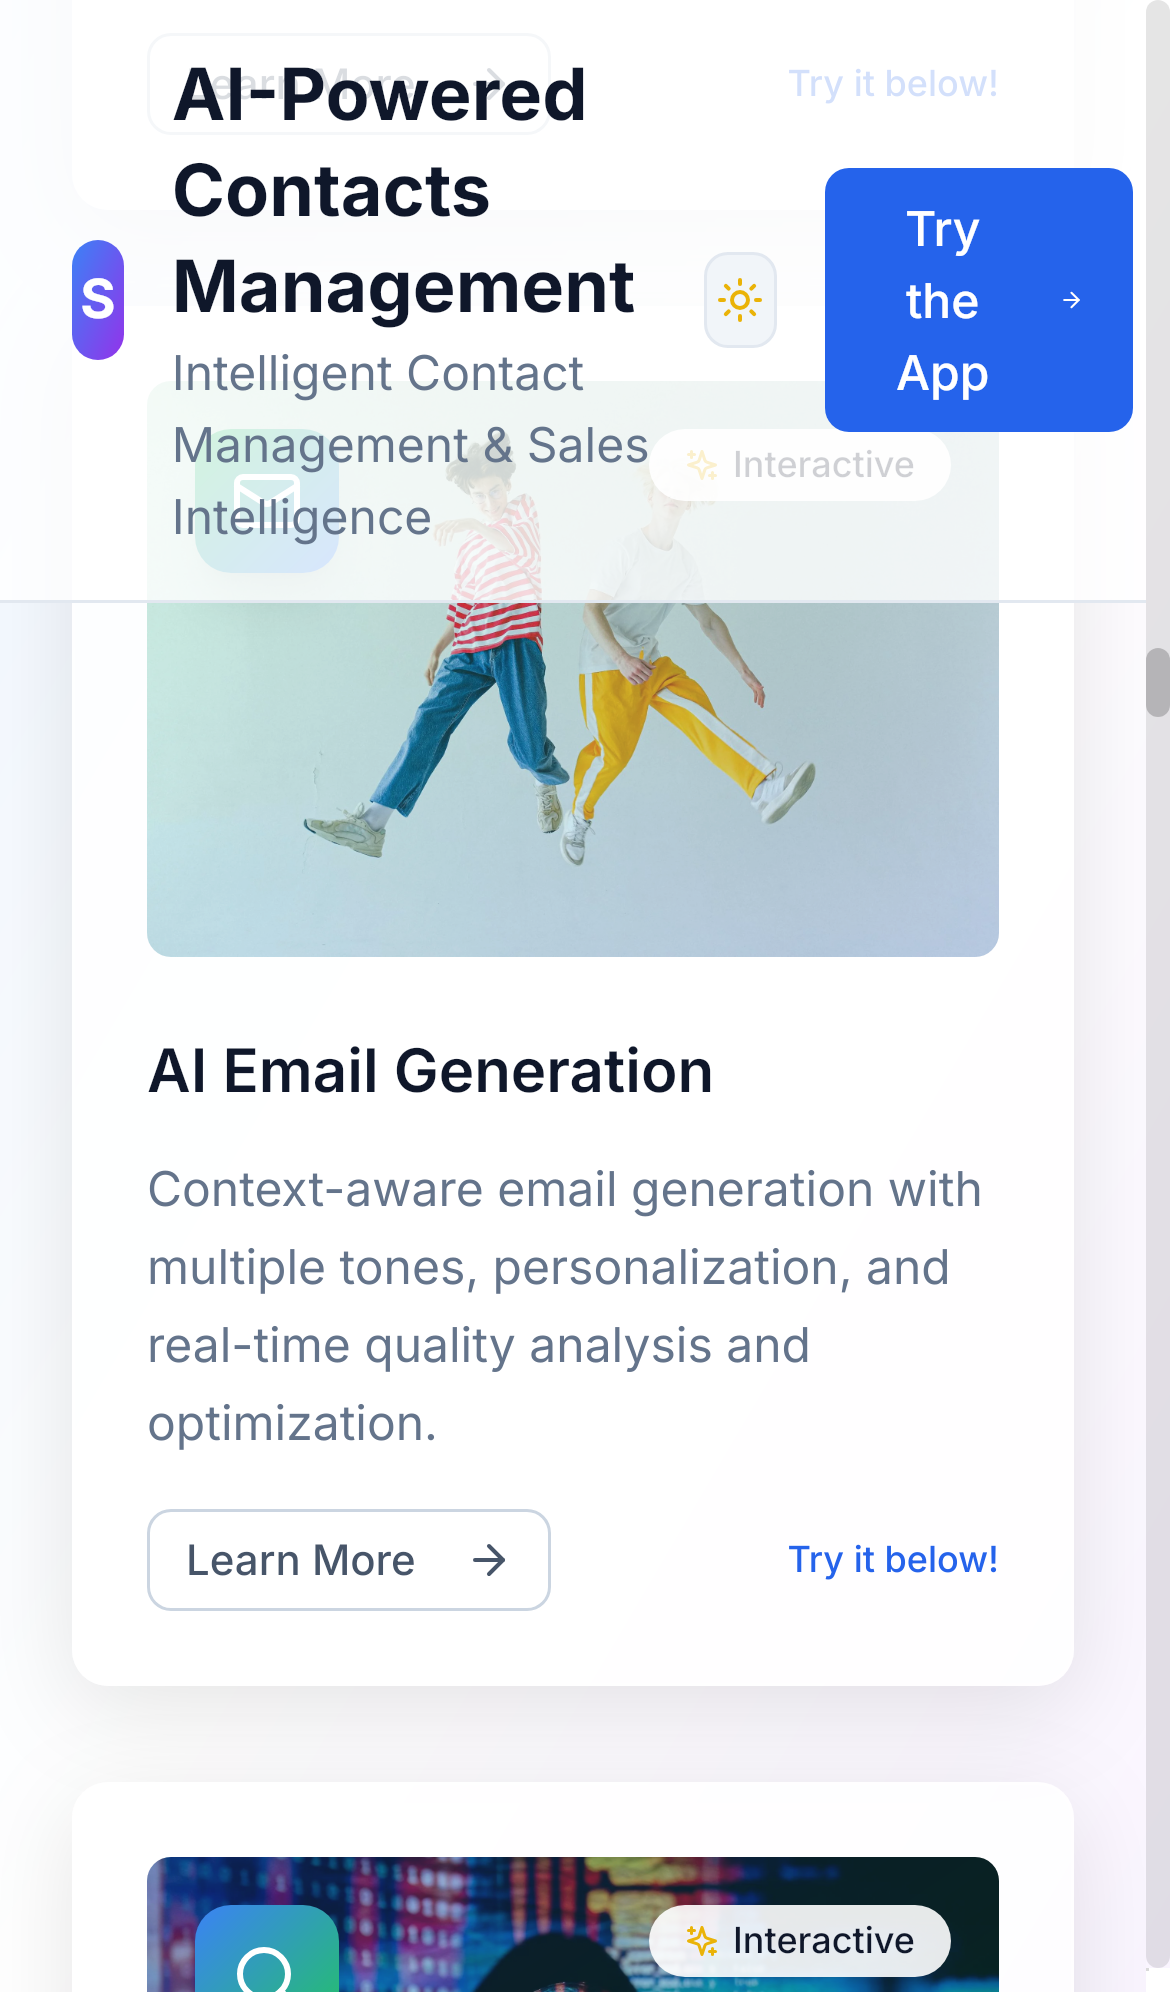 Learn More
Try it below!
S
AI-Powered
Contacts
Management
Intelligent Contact
Management & Sales
Intelligence
Try
the
App
Interactive
AI Email Generation
Context-aware email generation with
multiple tones, personalization, and
real-time quality analysis and
optimization.
Learn More
Try it below!
Interactive